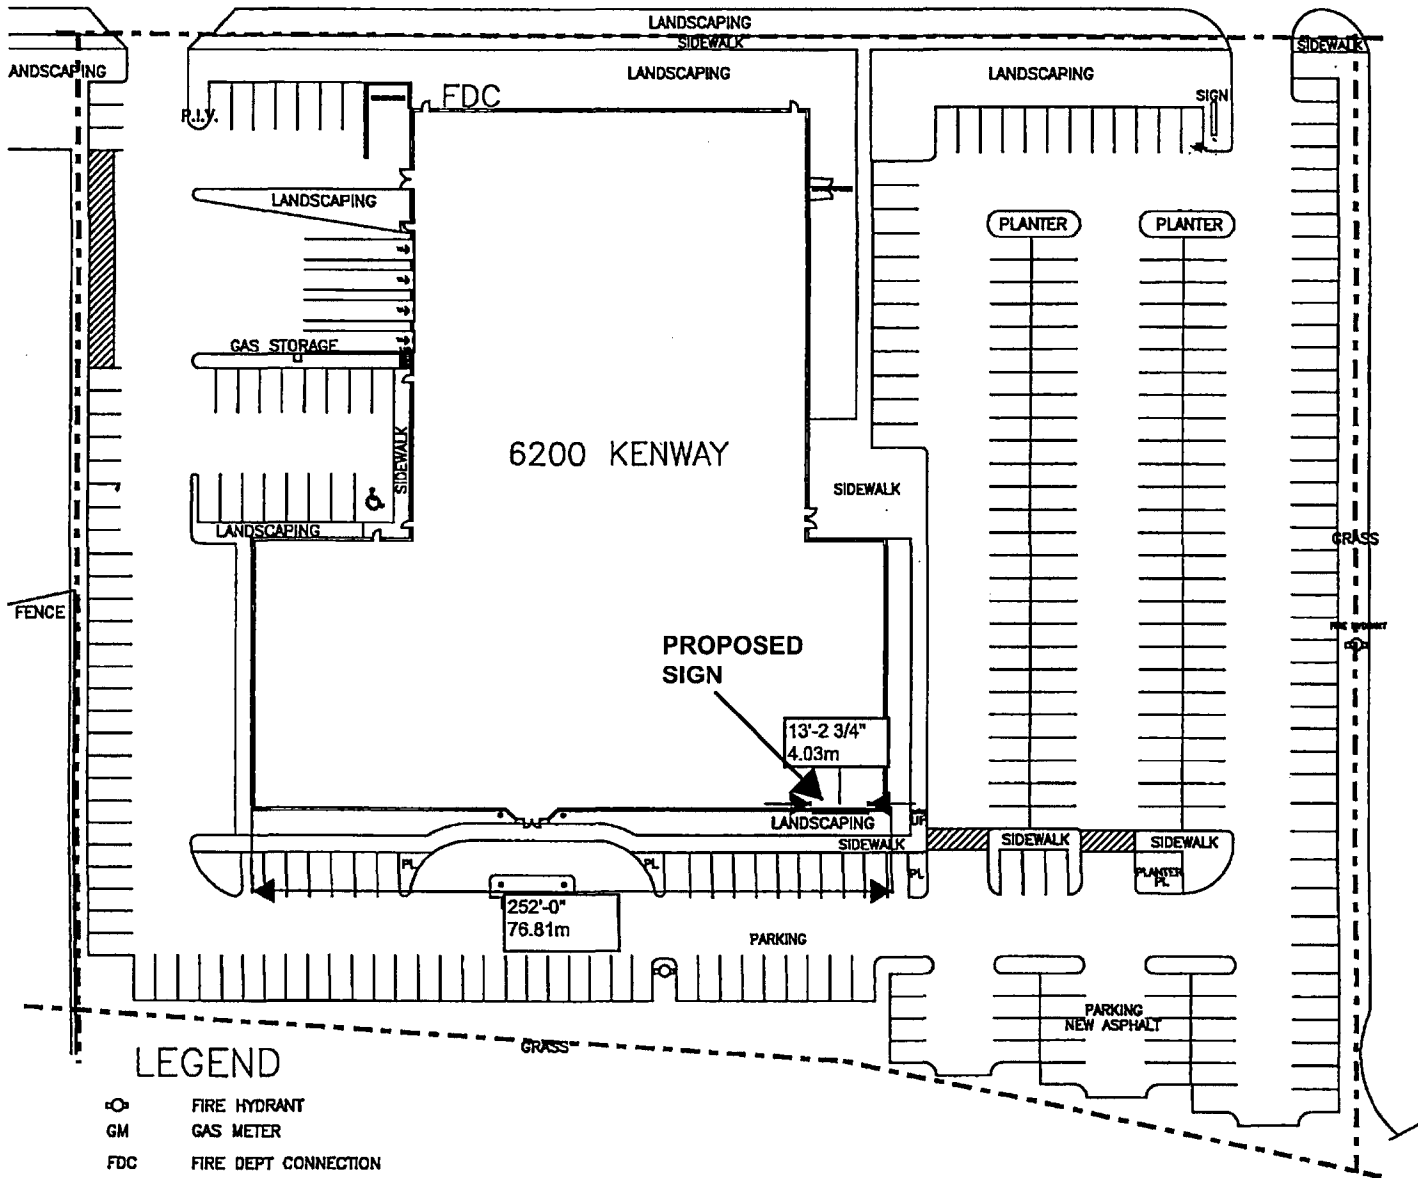 LANDSCAPING
SIDEWALK
SIDEWALK
ANDSCAPING
LANDSCAPING
LANDSCAPING
FDC
SIGN
P.I.V.
LANDSCAPING
PLANTER
PLANTER
GAS STORAGE
6200 KENWAY
SIDEWALK
SIDEWALK
LANDSCAPING
GRASS
FENCE
FIRE HYDRANT
PROPOSED
SIGN
13'-2 3/4"
4.03m
LANDSCAPING
UP
SIDEWALK
SIDEWALK
SIDEWALK
PL
PL
PL
PLANTER
PL
252'-0"
76.81m
PARKING
PARKING
NEW ASPHALT
GRASS
LEGEND
FIRE HYDRANT
GM GAS METER
FDC FIRE DEPT CONNECTION